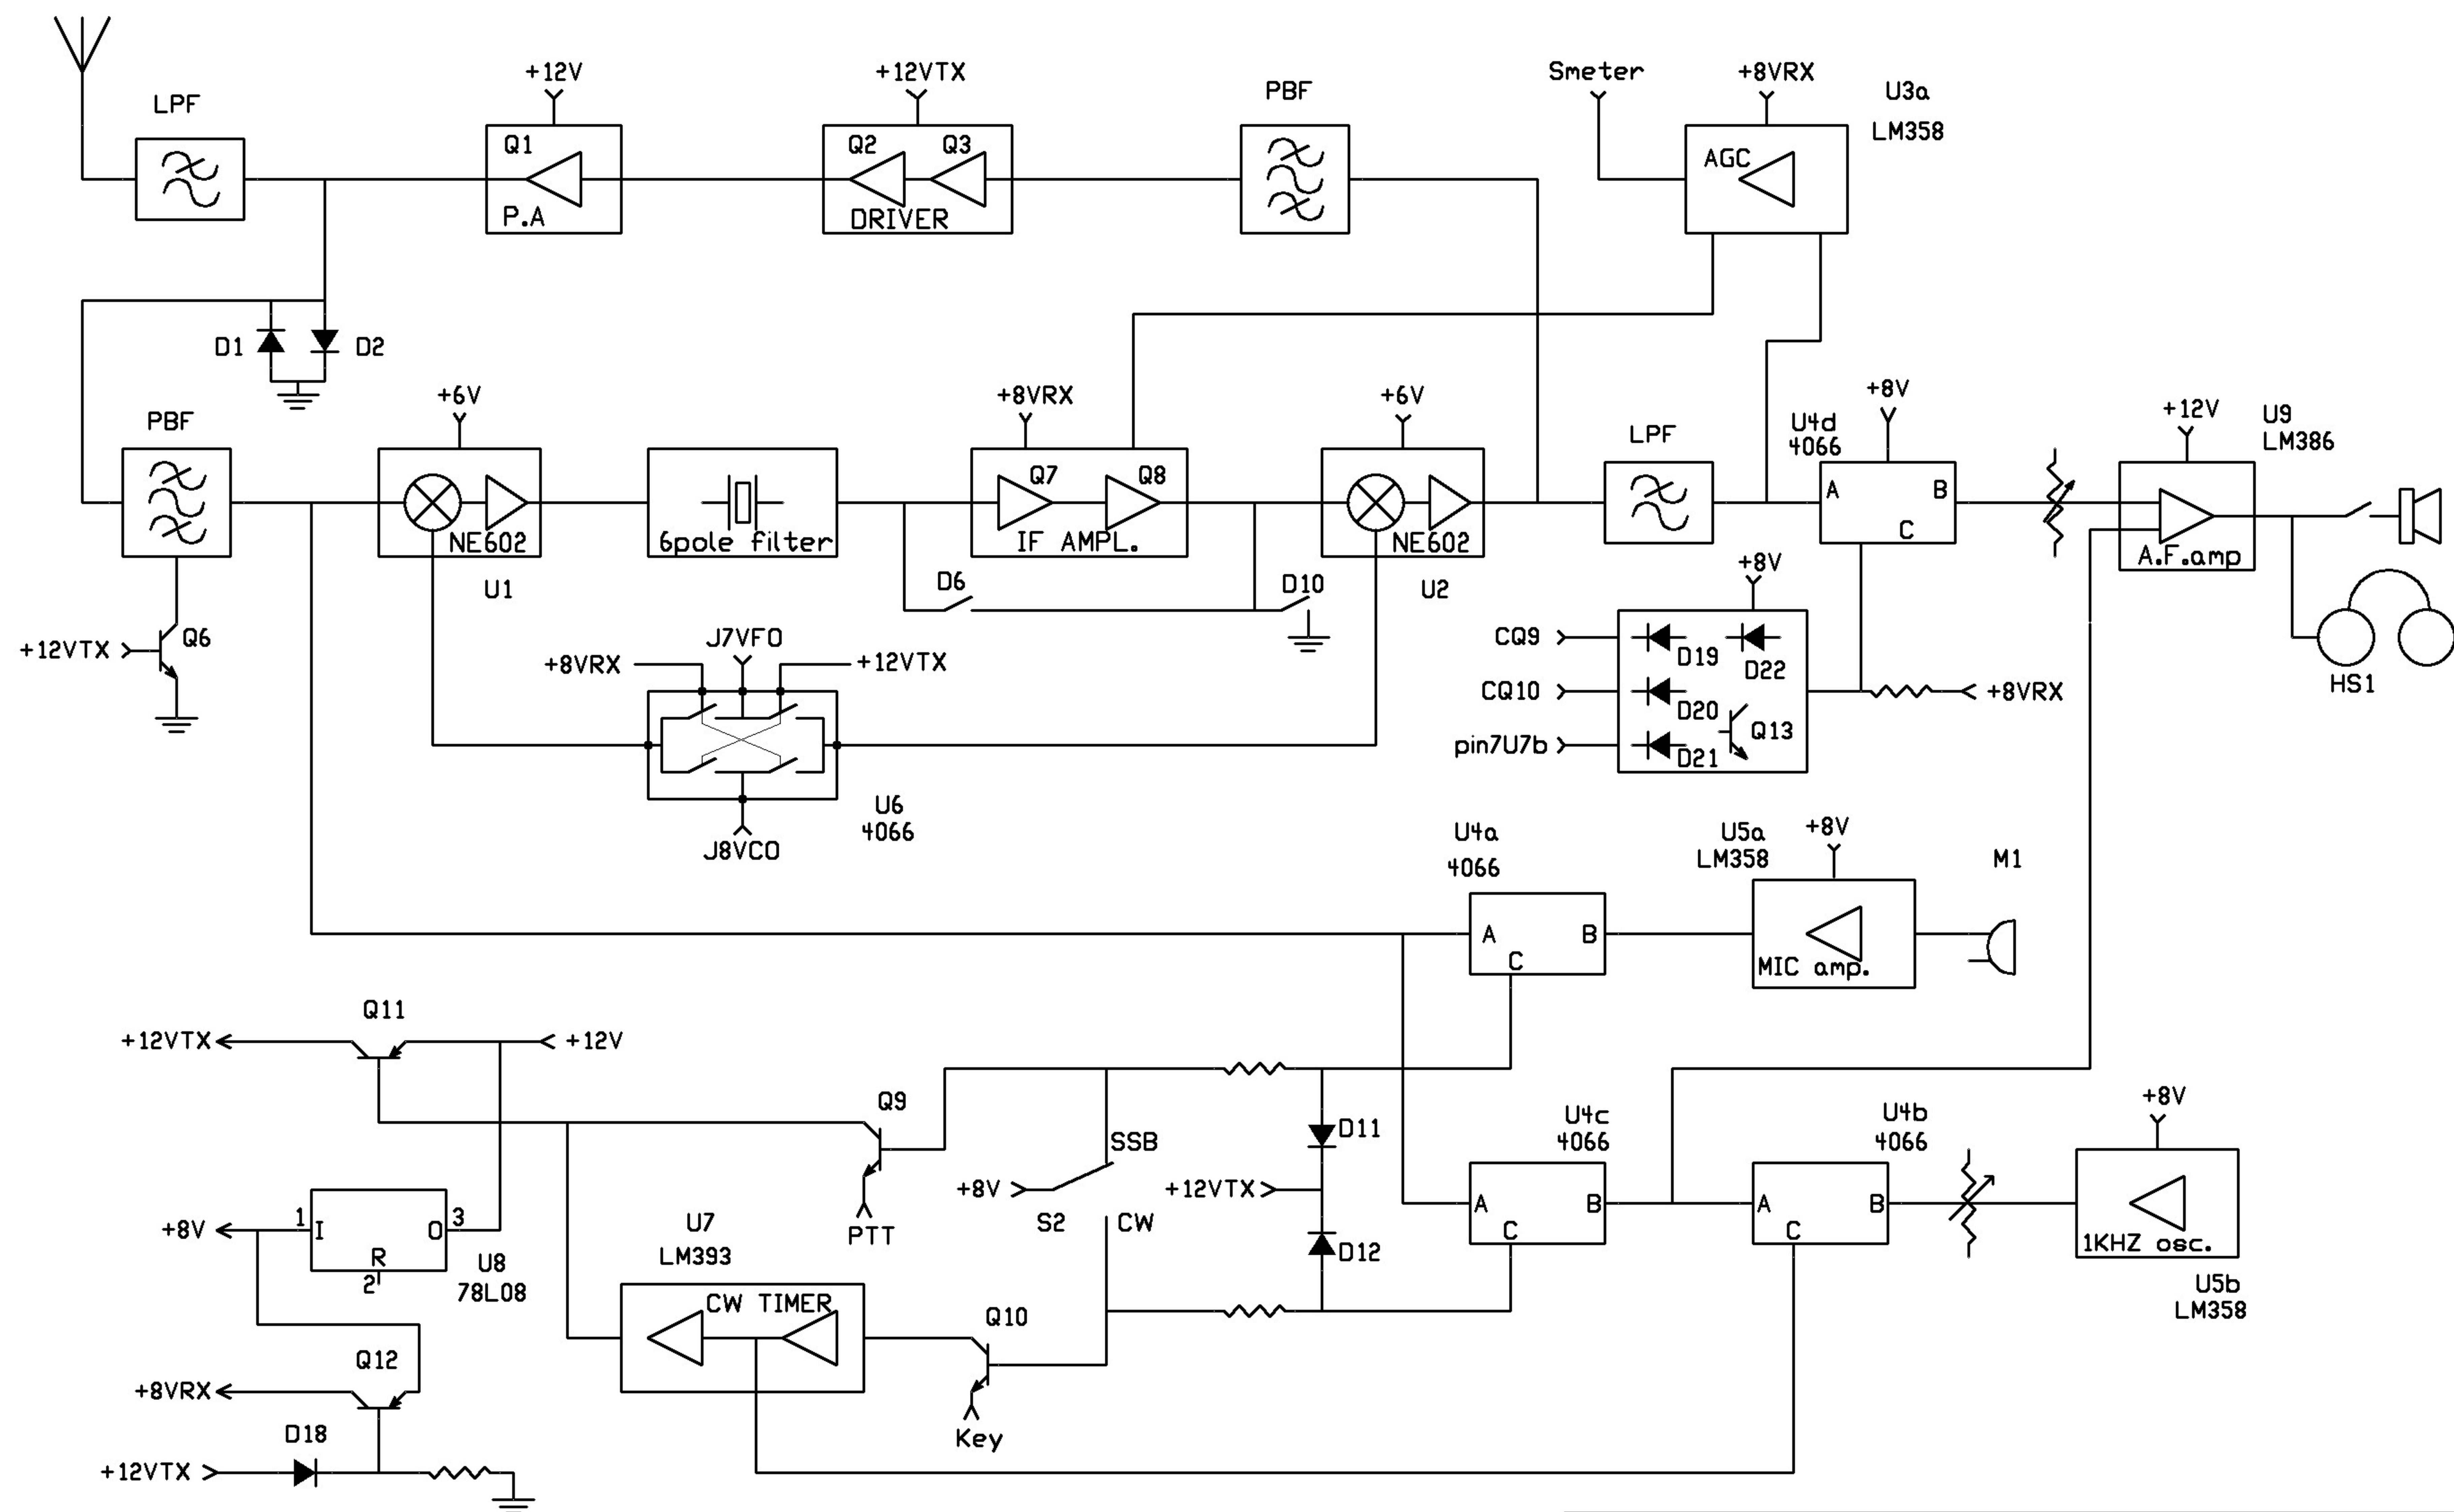 LPF
+12V
Q1
P.A
+12VTX
Q2
Q3
DRIVER
PBF
Smeter
+8VRX
U3a
LM358
AGC
D1
D2
PBF
+6V
NE602
U1
6pole filter
+8VRX
Q7
Q8
IF AMPL.
+6V
NE602
U2
LPF
U4d
4066
+8V
A
B
C
+12V
U9
LM386
A.F.amp
HS1
+12VTX
Q6
D6
D10
+8VRX
J7VFO
+12VTX
U6
4066
J8VCO
+8V
CQ9
D19
D22
CQ10
D20
pin7U7b
D21
Q13
+8VRX
U4a
4066
A
B
C
U5a
LM358
+8V
MIC amp.
M1
Q11
+12VTX
+12V
Q9
PTT
SSB
+8V
S2
CW
D11
+12VTX
D12
U4c
4066
A
B
C
U4b
4066
A
B
C
+8V
1KHZ osc.
U5b
LM358
+8V
1
I
O
3
R
2
U8
78L08
U7
LM393
CW TIMER
Q10
Key
Q12
+8VRX
D18
+12VTX